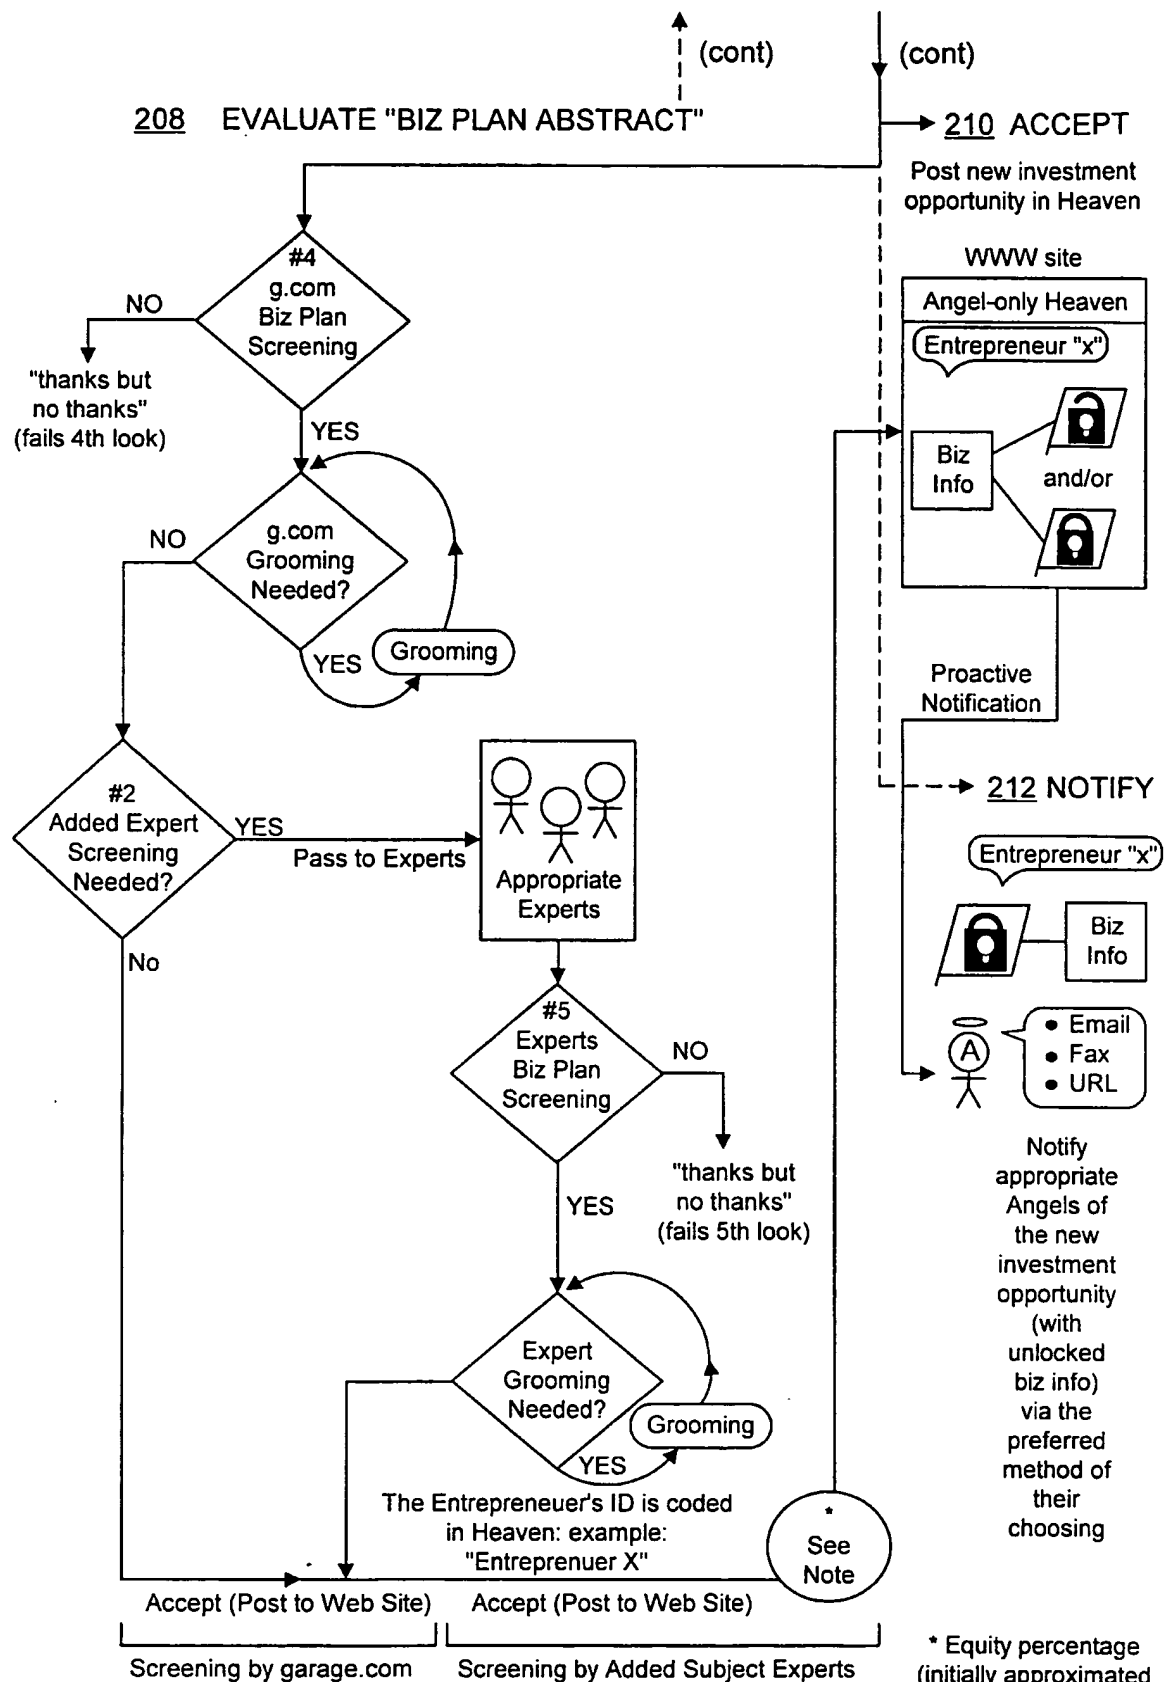 (cont)
(cont)
208 EVALUATE "BIZ PLAN ABSTRACT"
210 ACCEPT
Post new investment
opportunity in Heaven
WWW site
Angel-only Heaven
Entrepreneur "x"
Biz
Info
and/or
#4
g.com
Biz Plan
Screening
NO
"thanks but
no thanks"
(fails 4th look)
YES
g.com
Grooming
Needed?
NO
YES
Grooming
Proactive
Notification
#2
Added Expert
Screening
Needed?
YES
Pass to Experts
No
Appropriate
Experts
212 NOTIFY
Entrepreneur "x"
Biz
Info
A
• Email
• Fax
• URL
#5
Experts
Biz Plan
Screening
NO
"thanks but
no thanks"
(fails 5th look)
YES
Notify
appropriate
Angels of
the new
investment
opportunity
(with
unlocked
biz info)
via the
preferred
method of
their
choosing
Expert
Grooming
Needed?
YES
Grooming
The Entrepreneuer's ID is coded
in Heaven: example:
"Entreprenuer X"
*
See
Note
Accept (Post to Web Site)
Accept (Post to Web Site)
Screening by garage.com
Screening by Added Subject Experts
* Equity percentage
(initially approximated